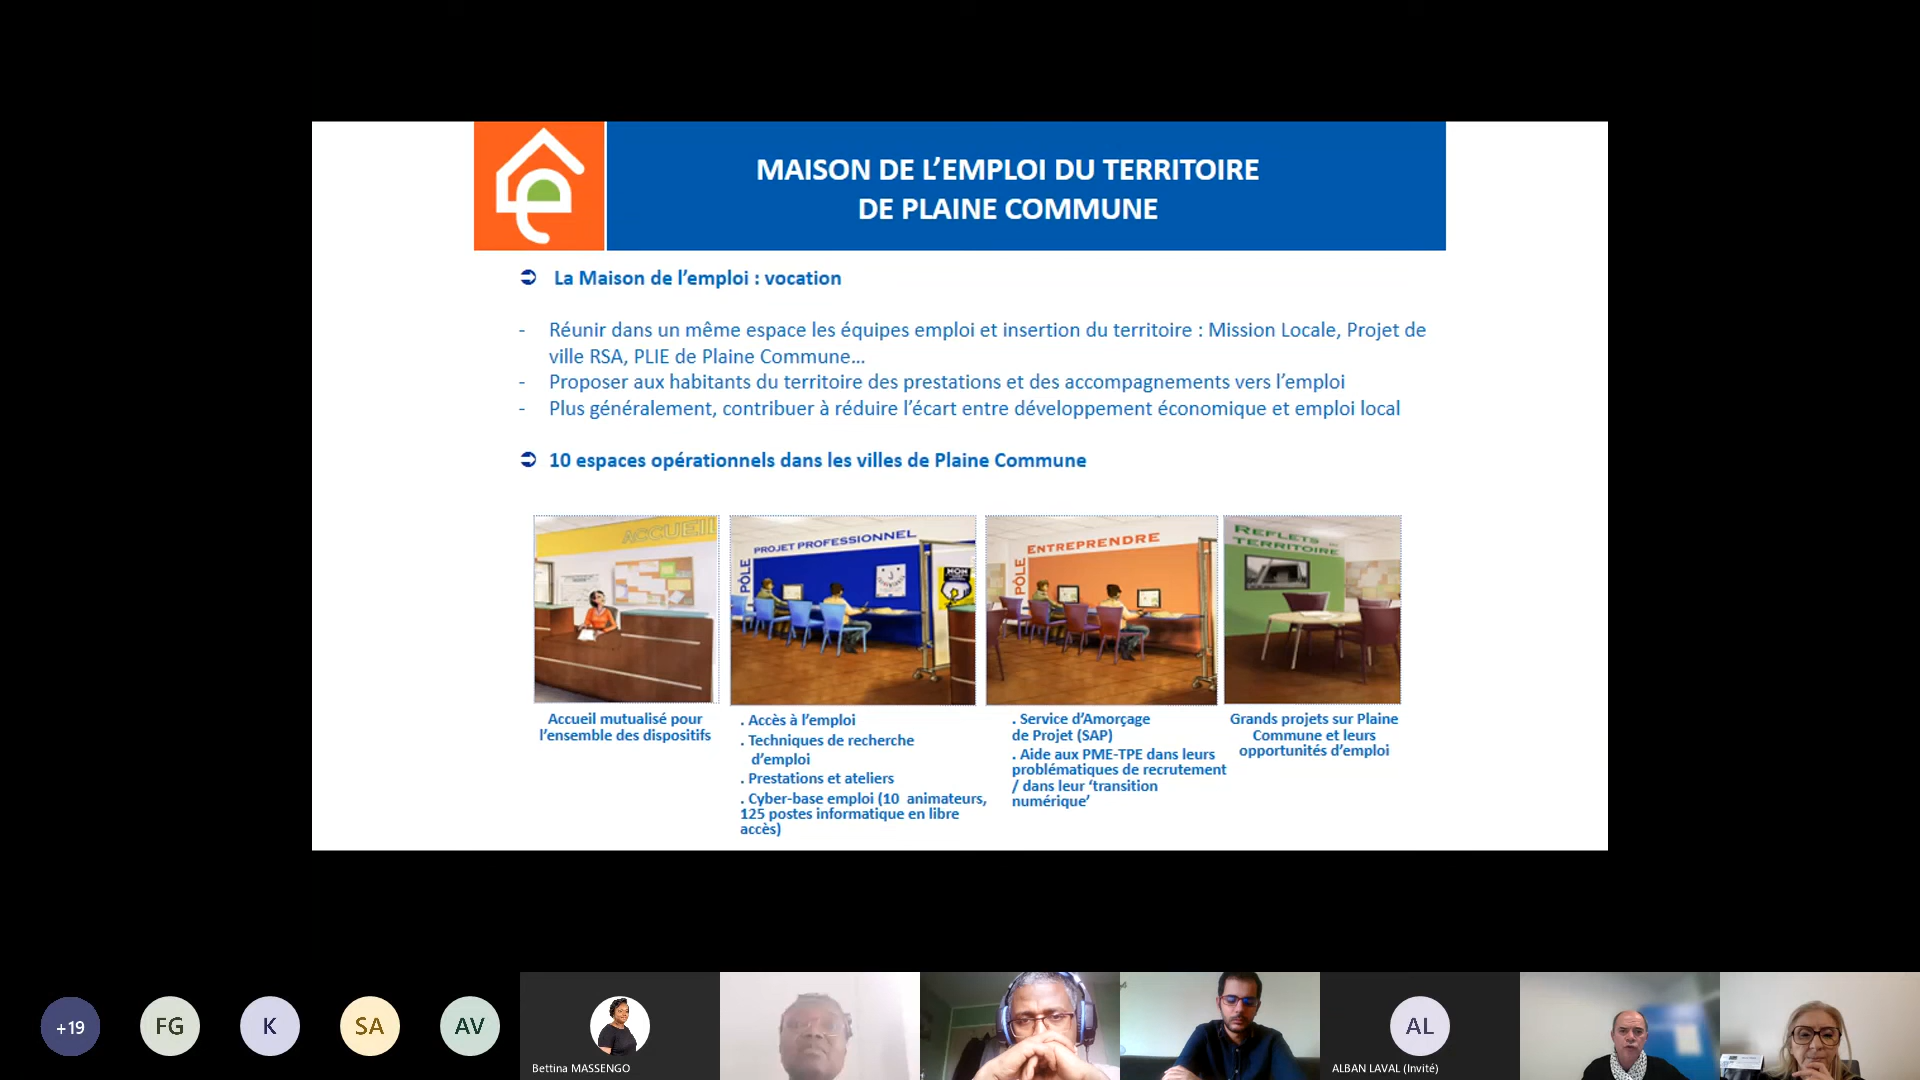 MAISON DE L’EMPLOI DU TERRITOIRE
DE PLAINE COMMUNE
La Maison de l’emploi : vocation
- Réunir dans un même espace les équipes emploi et insertion du territoire : Mission Locale, Projet de
ville RSA, PLIE de Plaine Commune...
- Proposer aux habitants du territoire des prestations et des accompagnements vers l’emploi
- Plus généralement, contribuer à réduire l’écart entre développement économique et emploi local
10 espaces opérationnels dans les villes de Plaine Commune
ACCUEIL
PÔLE
PROJET PROFESSIONNEL
PÔLE
ENTREPRENDRE
REFLETS
TERRITOIRE
Accueil mutualisé pour
l’ensemble des dispositifs
. Accès à l’emploi
. Techniques de recherche
d’emploi
. Prestations et ateliers
. Cyber-base emploi (10 animateurs,
125 postes informatique en libre
accès)
. Service d’Amorçage
de Projet (SAP)
. Aide aux PME-TPE dans leurs
problématiques de recrutement
/ dans leur ‘transition
numérique’
Grands projets sur Plaine
Commune et leurs
opportunités d’emploi
+19
FG
K
SA
AV
Bettina MASSENGO
AL
ALBAN LAVAL (Invité)